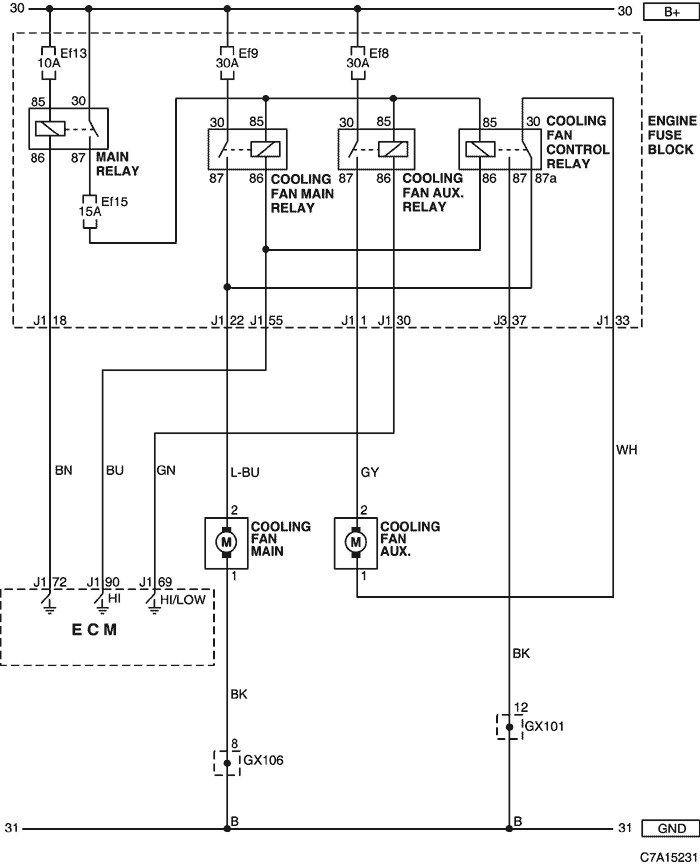 30 30 B+
Ef13 10A
Ef9 30A
Ef8 30A
85 30
86 87
MAIN
RELAY
Ef15
15A
30 85
87 86
COOLING
FAN MAIN
RELAY
30 85
87 86
COOLING
FAN AUX.
RELAY
85 30
86 87 87a
COOLING
FAN
CONTROL
RELAY
ENGINE
FUSE
BLOCK
J1 18 J1 22 J1 55 J1 1 J1 30 J3 37 J1 33
BN BU GN L-BU GY WH
2
COOLING
FAN
MAIN
M
1
2
COOLING
FAN
AUX.
M
1
J1 72 J1 90 J1 69
HI HI/LOW
E C M
BK
BK
12
GX101
8
GX106
31 B B 31 GND
C7A15231